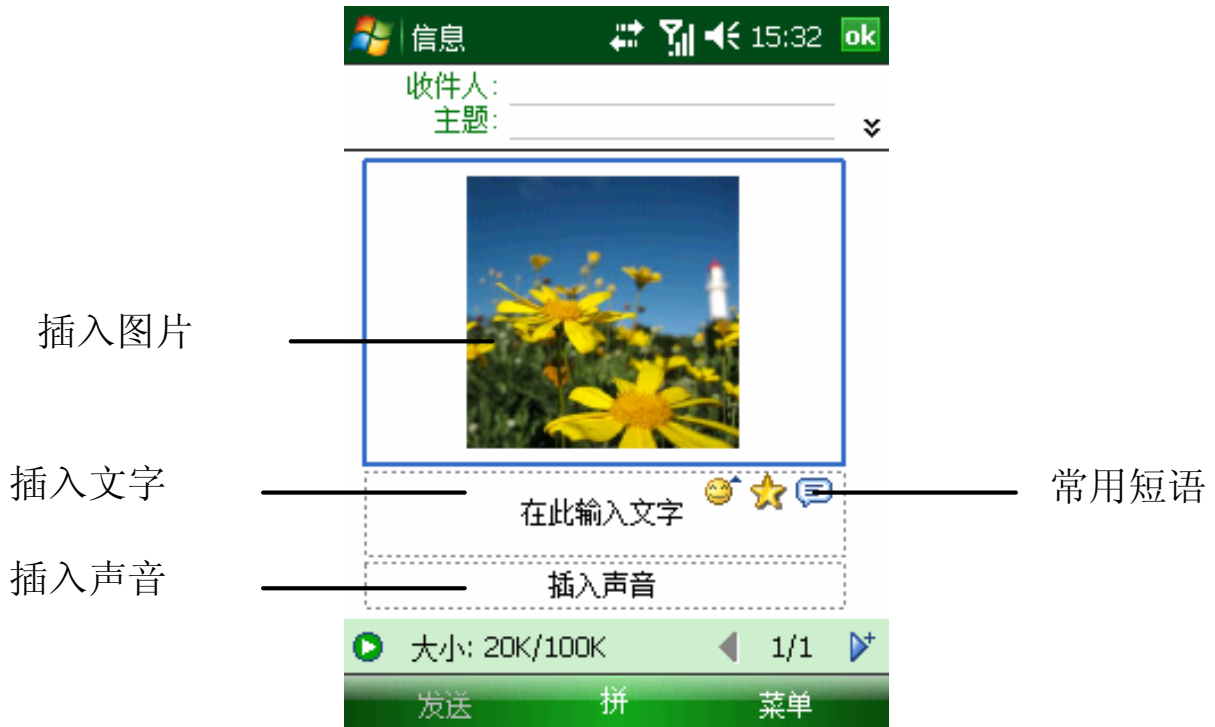 信息 15:32 ok
收件人:
主题:
插入图片
插入文字
在此输入文字
常用短语
插入声音
插入声音
大小: 20K/100K 1/1
发送 拼 菜单